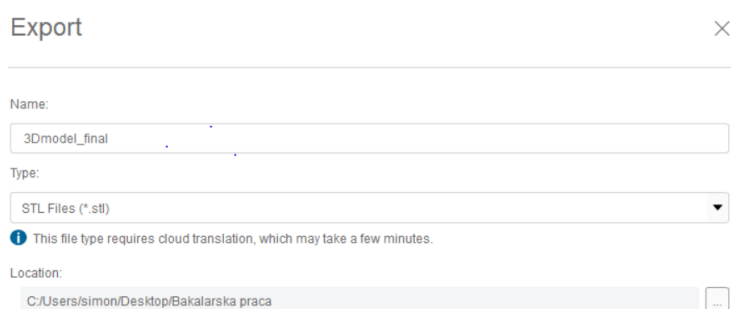 Export
Name:
3Dmodel_final
Type:
STL Files (*.stl)
This file type requires cloud translation, which may take a few minutes.
Location:
C:/Users/simon/Desktop/Bakalarska praca
...